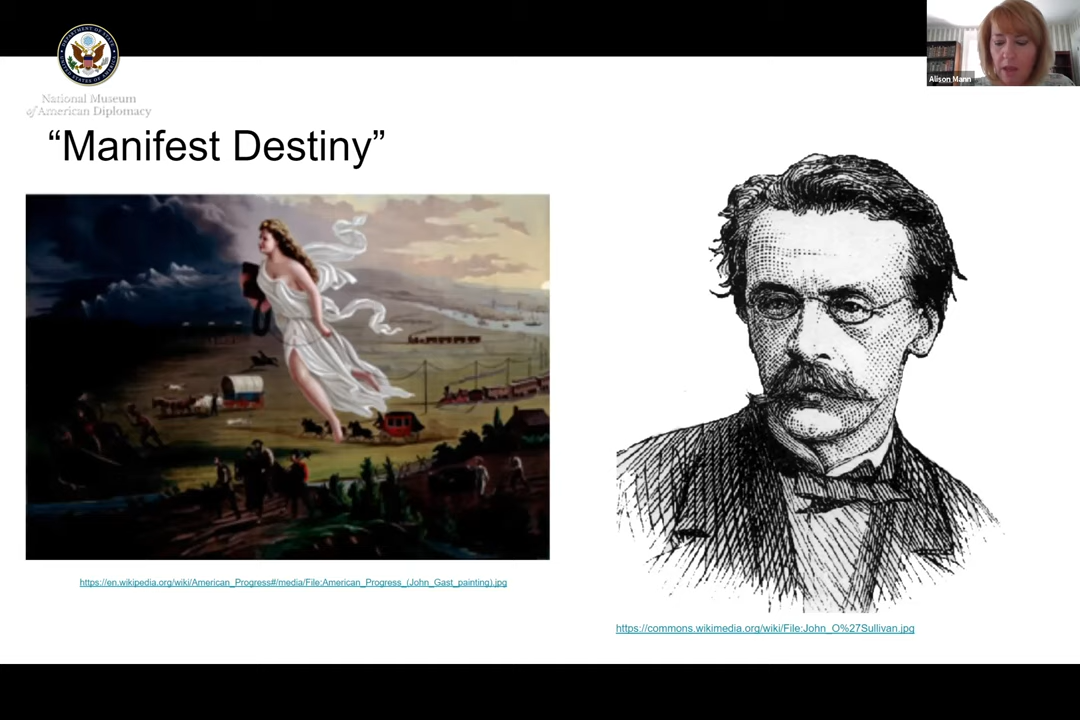 National Museum
of American Diplomacy
Alison Mann
“Manifest Destiny”
https://en.wikipedia.org/wiki/American_Progress#/media/File:American_Progress_(John_Gast_painting).jpg
https://commons.wikimedia.org/wiki/File:John_O%27Sullivan.jpg